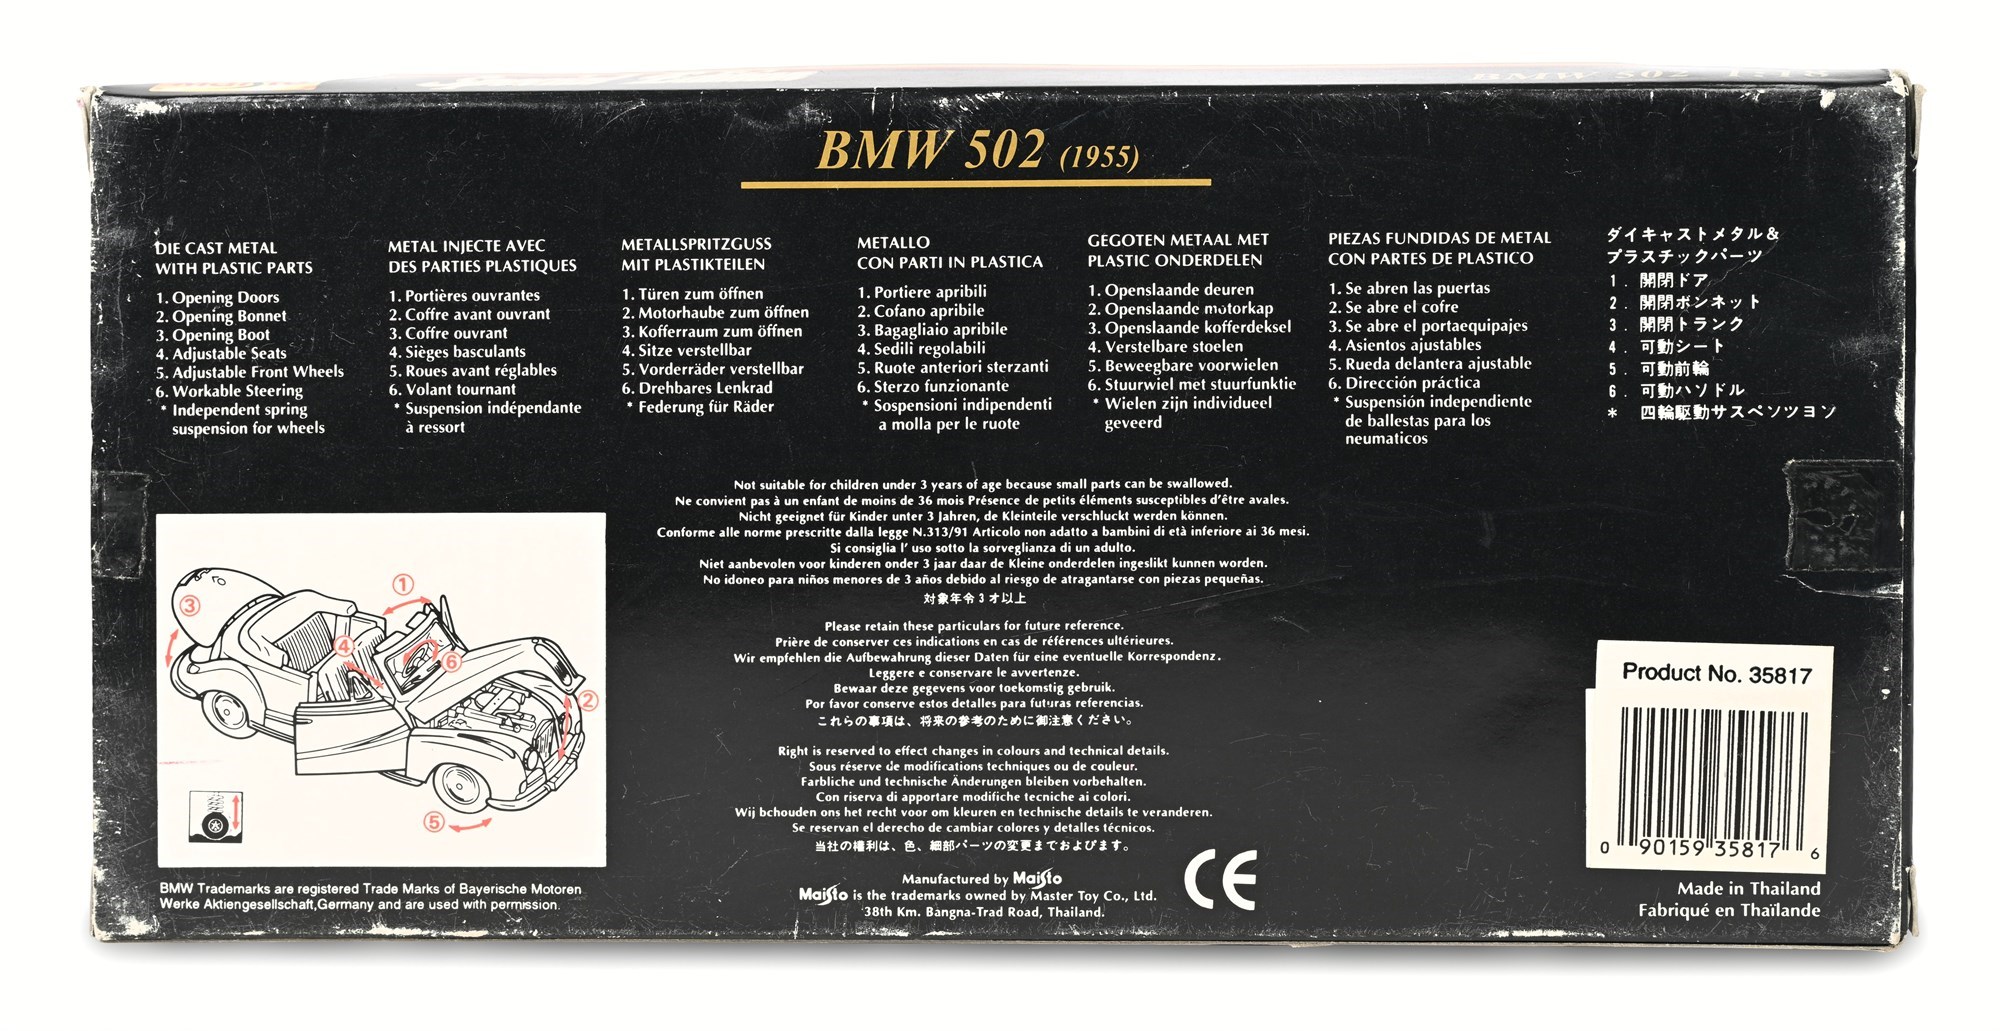 BMW 502 1:18
BMW 502 (1955)
DIE CAST METAL
WITH PLASTIC PARTS
1. Opening Doors
2. Opening Bonnet
3. Opening Boot
4. Adjustable Seats
5. Adjustable Front Wheels
6. Workable Steering
* Independent spring
suspension for wheels
METAL INJECTE AVEC
DES PARTIES PLASTIQUES
1. Portières ouvrantes
2. Coffre avant ouvrant
3. Coffre ouvrant
4. Sièges basculants
5. Roues avant réglables
6. Volant tournant
* Suspension indépendante
à ressort
METALLSPRITZGUSS
MIT PLASTIKTEILEN
1. Türen zum öffnen
2. Motorhaube zum öffnen
3. Kofferraum zum öffnen
4. Sitze verstellbar
5. Vorderräder verstellbar
6. Drehbares Lenkrad
* Federung für Räder
METALLO
CON PARTI IN PLASTICA
1. Portiere apribili
2. Cofano apribile
3. Bagagliaio apribile
4. Sedili regolabili
5. Ruote anteriori sterzanti
6. Sterzo funzionante
* Sospensioni indipendenti
a molla per le ruote
GEGOTEN METAAL MET
PLASTIC ONDERDELEN
1. Openslaande deuren
2. Openslaande motorkap
3. Openslaande kofferdeksel
4. Verstelbare stoelen
5. Beweegbare voorwielen
6. Stuurwiel met stuurfunktie
* Wielen zijn individueel
geveerd
PIEZAS FUNDIDAS DE METAL
CON PARTES DE PLASTICO
1. Se abren las puertas
2. Se abre el cofre
3. Se abre el portaequipajes
4. Asientos ajustables
5. Rueda delantera ajustable
6. Dirección práctica
* Suspensión independiente
de ballestas para los
neumaticos
ダイキャストメタル&
プラスチックパーツ
1. 開閉ドア
2. 開閉ボンネット
3. 開閉トランク
4. 可動シート
5. 可動前輪
6. 可動ハソドル
* 四輪駆動サスペソツヨソ
Not suitable for children under 3 years of age because small parts can be swallowed.
Ne convient pas à un enfant de moins de 36 mois Présence de petits éléments susceptibles d'être avales.
Nicht geeignet für Kinder unter 3 Jahren, de Kleinteile verschluckt werden können.
Conforme alle norme prescritte dalla legge N.313/91 Articolo non adatto a bambini di età inferiore ai 36 mesi.
Si consiglia l' uso sotto la sorveglianza di un adulto.
Niet aanbevolen voor kinderen onder 3 jaar daar de Kleine onderdelen ingeslikt kunnen worden.
No idoneo para niños menores de 3 años debido al riesgo de atragantarse con piezas pequeñas.
対象年令3才以上
Please retain these particulars for future reference.
Prière de conserver ces indications en cas de références ultérieures.
Wir empfehlen die Aufbewahrung dieser Daten für eine eventuelle Korrespondenz.
Leggere e conservare le avvertenze.
Bewaar deze gegevens voor toekomstig gebruik.
Por favor conserve estos detalles para futuras referencias.
これらの事項は、将来の参考のために御注意ください。
Right is reserved to effect changes in colours and technical details.
Sous réserve de modifications techniques ou de couleur.
Farbliche und technische Änderungen bleiben vorbehalten.
Con riserva di apportare modifiche tecniche ai colori.
Wij bchouden ons het recht voor om kleuren en technische details te veranderen.
Se reservan el derecho de cambiar colores y detalles técnicos.
当社の権利は、色、細部パーツの変更までおよびます。
Manufactured by Maisto
Maisto is the trademarks owned by Master Toy Co., Ltd.
38th Km. Bangna-Trad Road, Thailand.
CE
1
2
3
4
5
6
BMW Trademarks are registered Trade Marks of Bayerische Motoren
Werke Aktiengesellschaft,Germany and are used with permission.
Product No. 35817
0 90159 35817 6
Made in Thailand
Fabriqué en Thaïlande